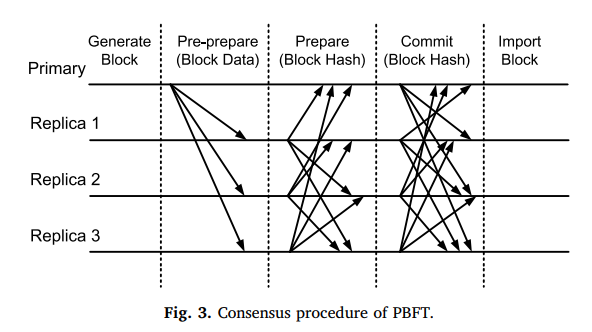 Generate Block
Pre-prepare (Block Data)
Prepare (Block Hash)
Commit (Block Hash)
Import Block
Primary
Replica 1
Replica 2
Replica 3
Fig. 3. Consensus procedure of PBFT.